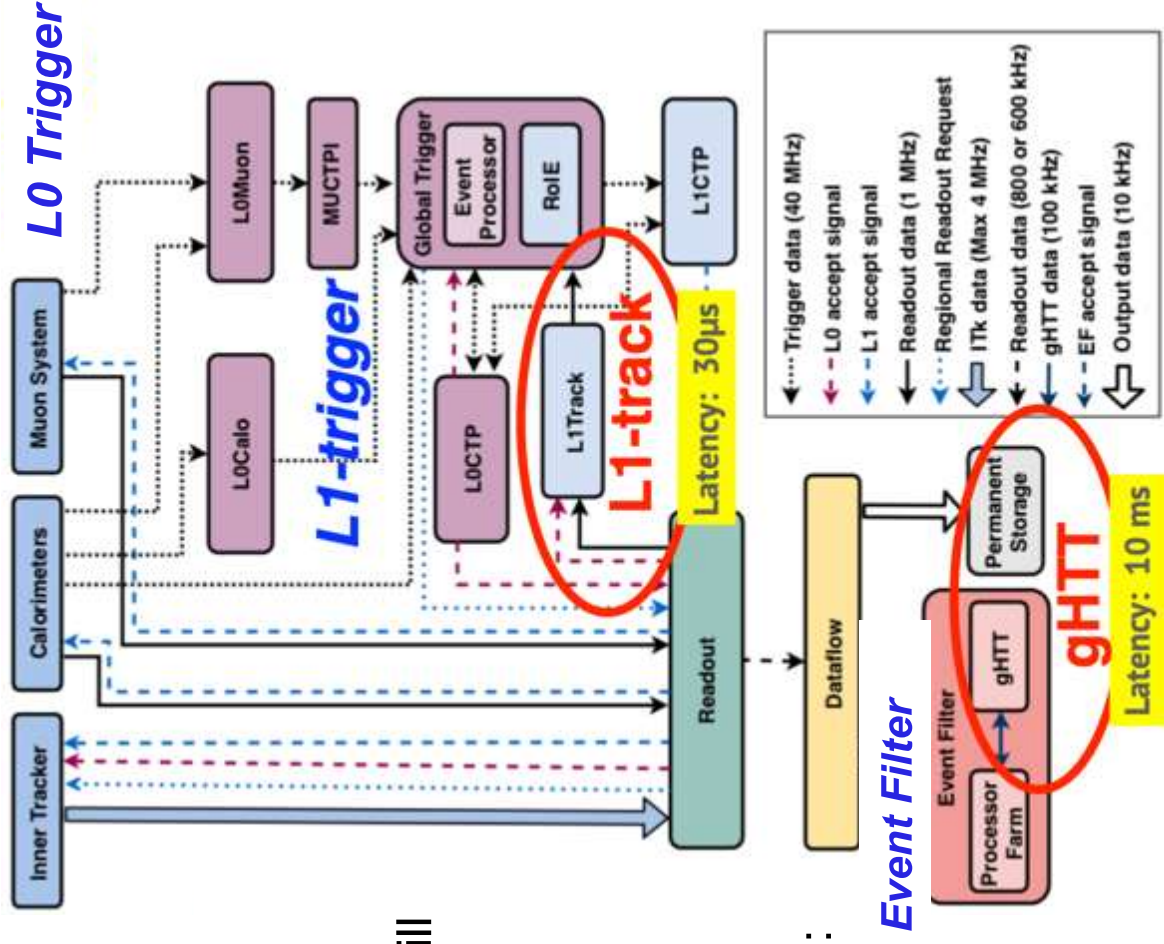 L0 Trigger
Inner Tracker
Calorimeters
Muon System
L0Calo
L0Muon
L1-trigger
MUCTPI
Global Trigger
Event
Processor
RoIE
L0CTP
L1Track
L1-track
Latency: 30µs
L1CTP
Readout
Dataflow
Event Filter
Event Filter
Processor
Farm
gHTT
Permanent
Storage
gHTT
Latency: 10 ms
Trigger data (40 MHz)
L0 accept signal
L1 accept signal
Readout data (1 MHz)
Regional Readout Request
ITk data (Max 4 MHz)
Readout data (800 or 600 kHz)
gHTT data (100 kHz)
EF accept signal
Output data (10 kHz)
ill
: